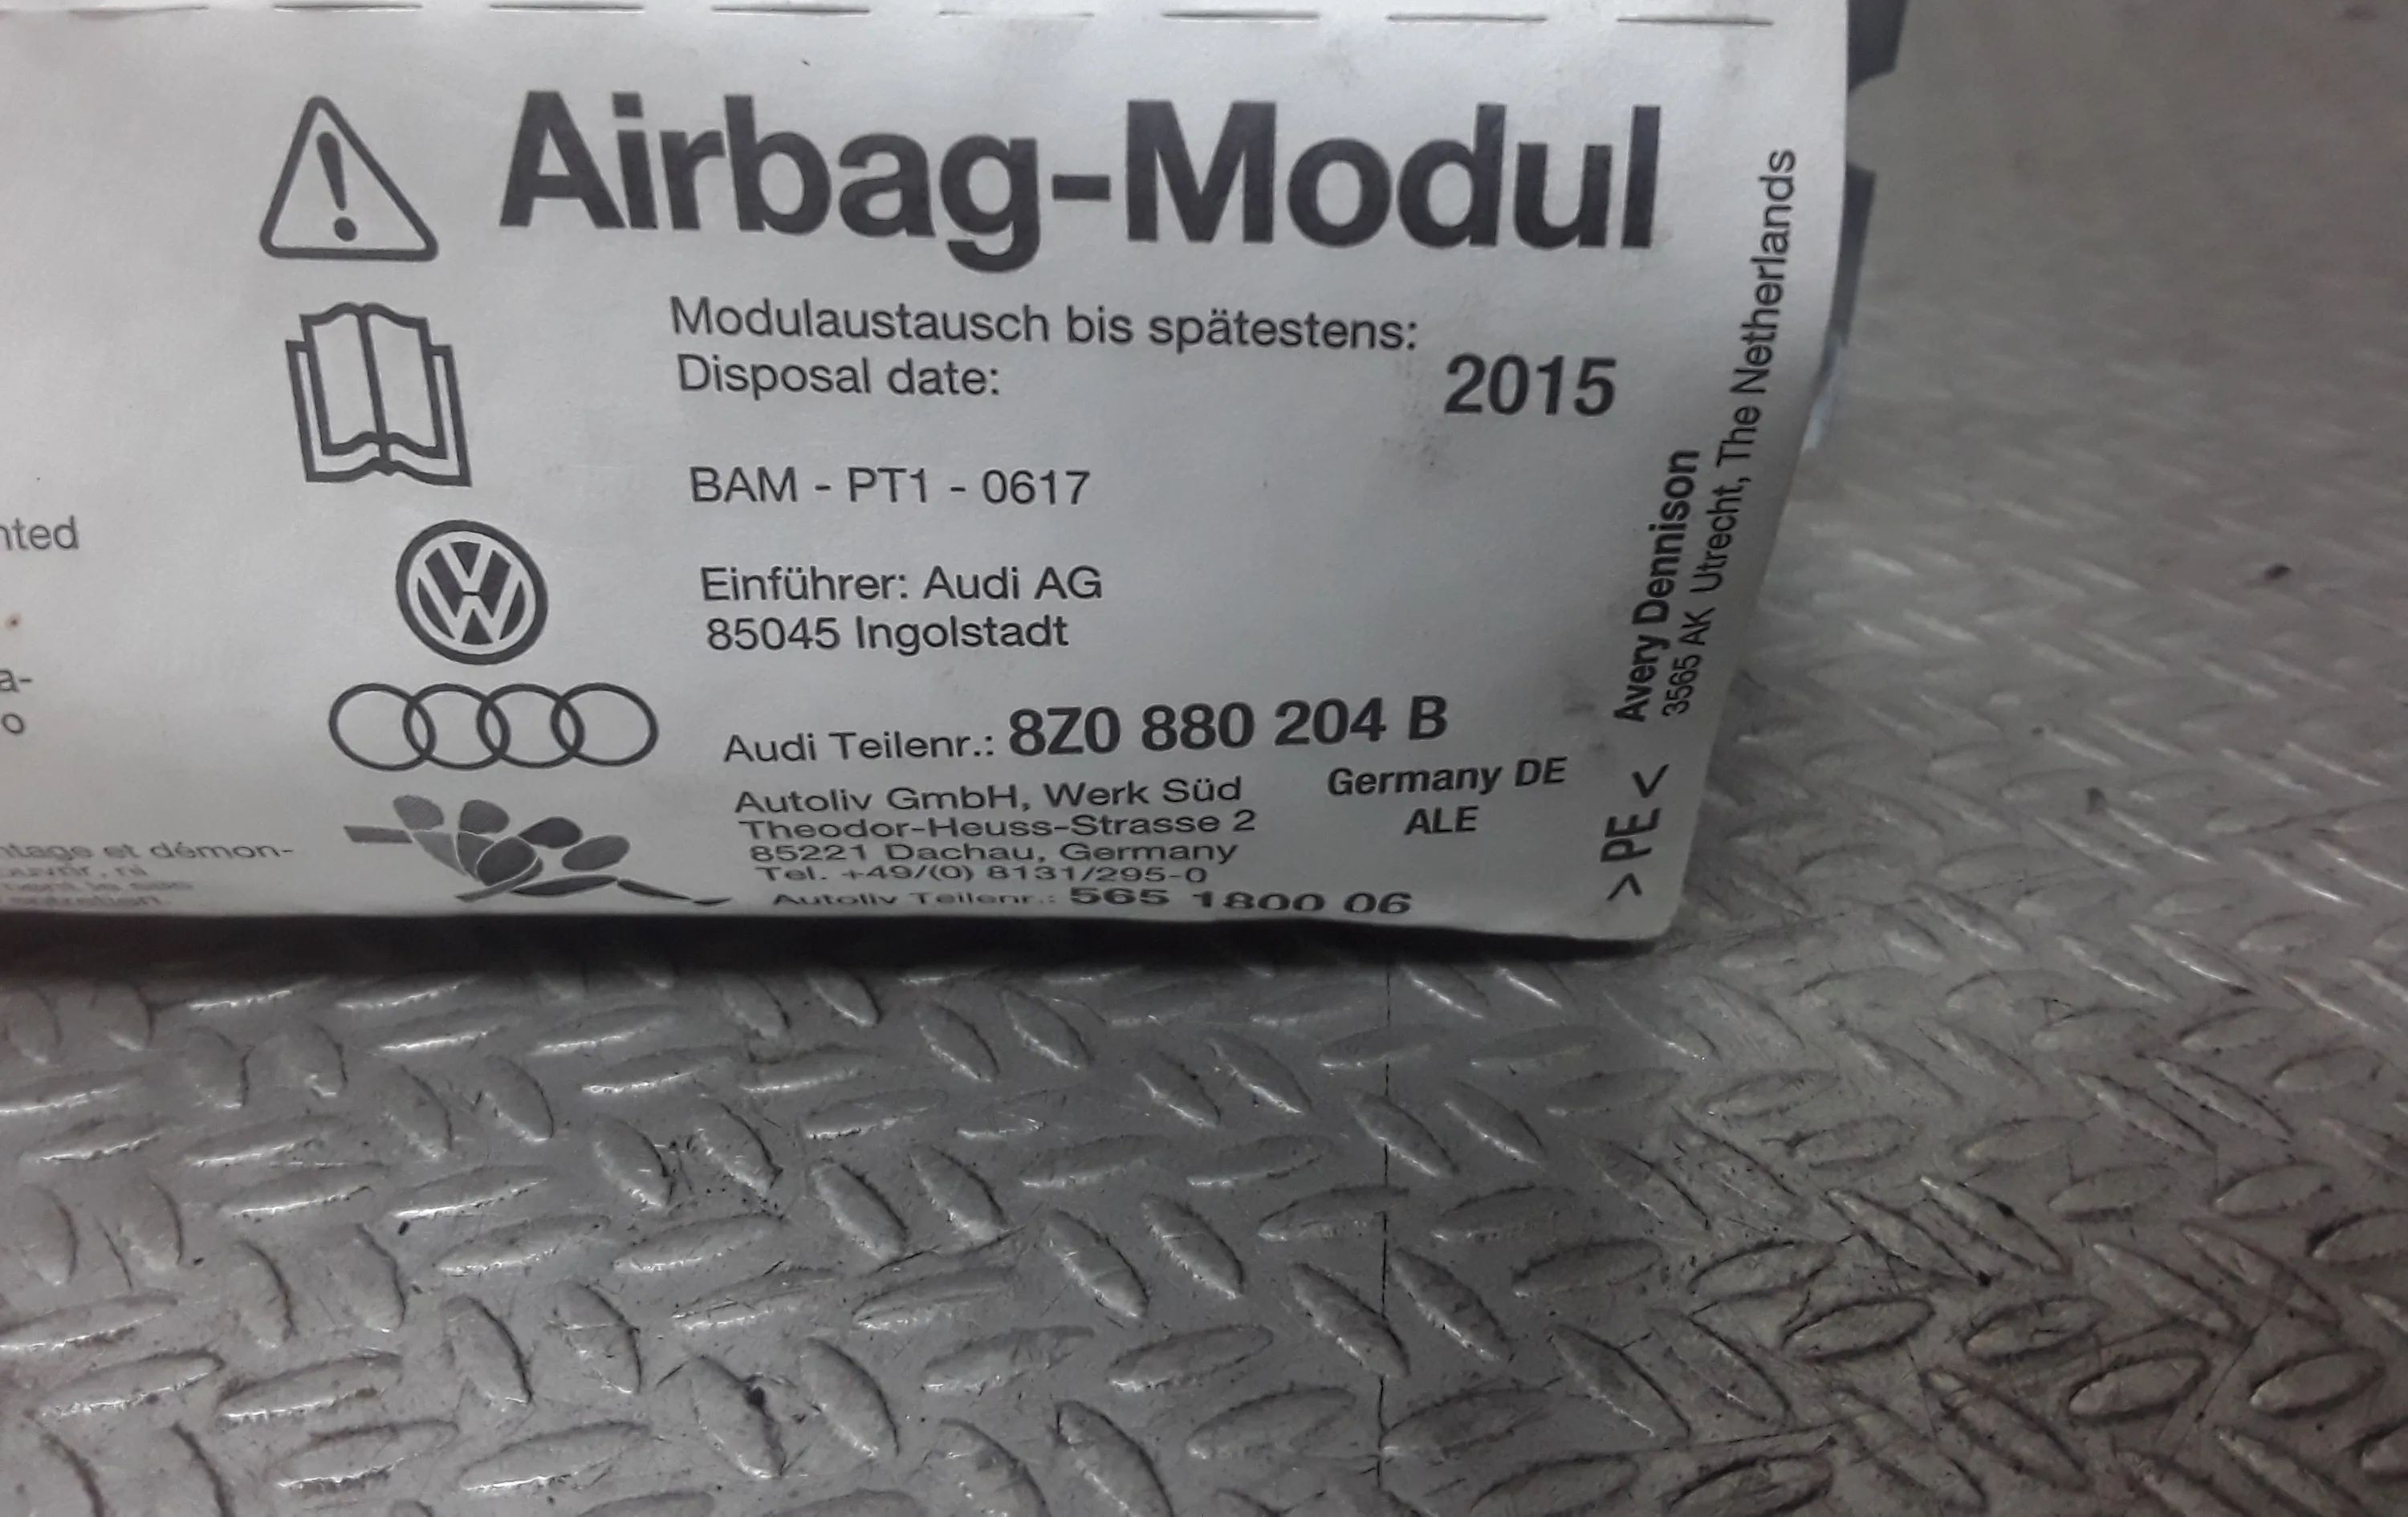 Airbag-Modul
Modulaustausch bis spätestens:
Disposal date:
2015
BAM - PT1 - 0617
Einführer: Audi AG
85045 Ingolstadt
Audi Teilenr.: 8Z0 880 204 B
Autoliv GmbH, Werk Süd
Theodor-Heuss-Strasse 2
85221 Dachau, Germany
Tel. +49/(0) 8131/295-0
Autoliv Teilenr.: 565 1800 06
Germany DE
ALE
Avery Dennison
3565 AK Utrecht, The Netherlands
>PE<
nted
a-
o
ntage et démon-